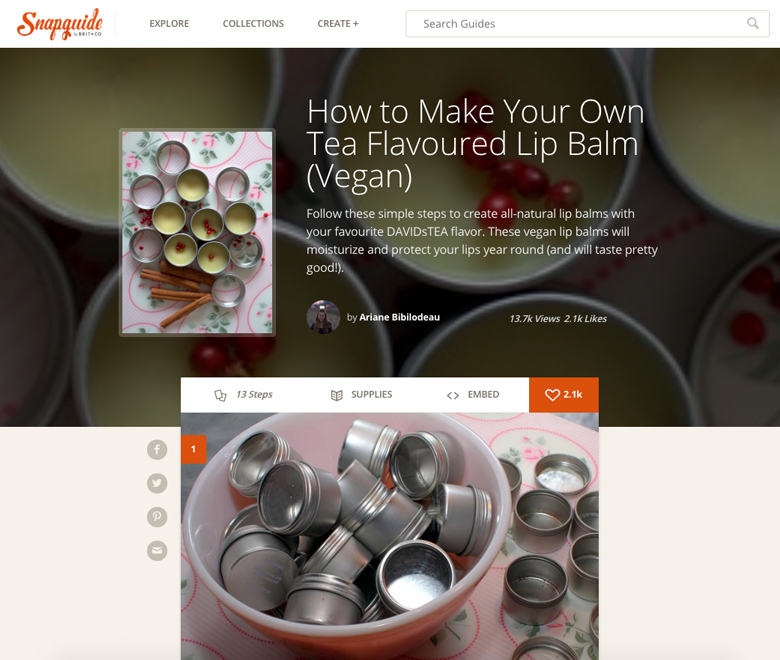 Snapguide
by BRIT+CO
EXPLORE
COLLECTIONS
CREATE +
Search Guides
How to Make Your Own
Tea Flavoured Lip Balm
(Vegan)
Follow these simple steps to create all-natural lip balms with
your favourite DAVIDsTEA flavor. These vegan lip balms will
moisturize and protect your lips year round (and will taste pretty
good!).
by Ariane Bibilodeau
13.7k Views 2.1k Likes
13 Steps
SUPPLIES
EMBED
2.1k
1